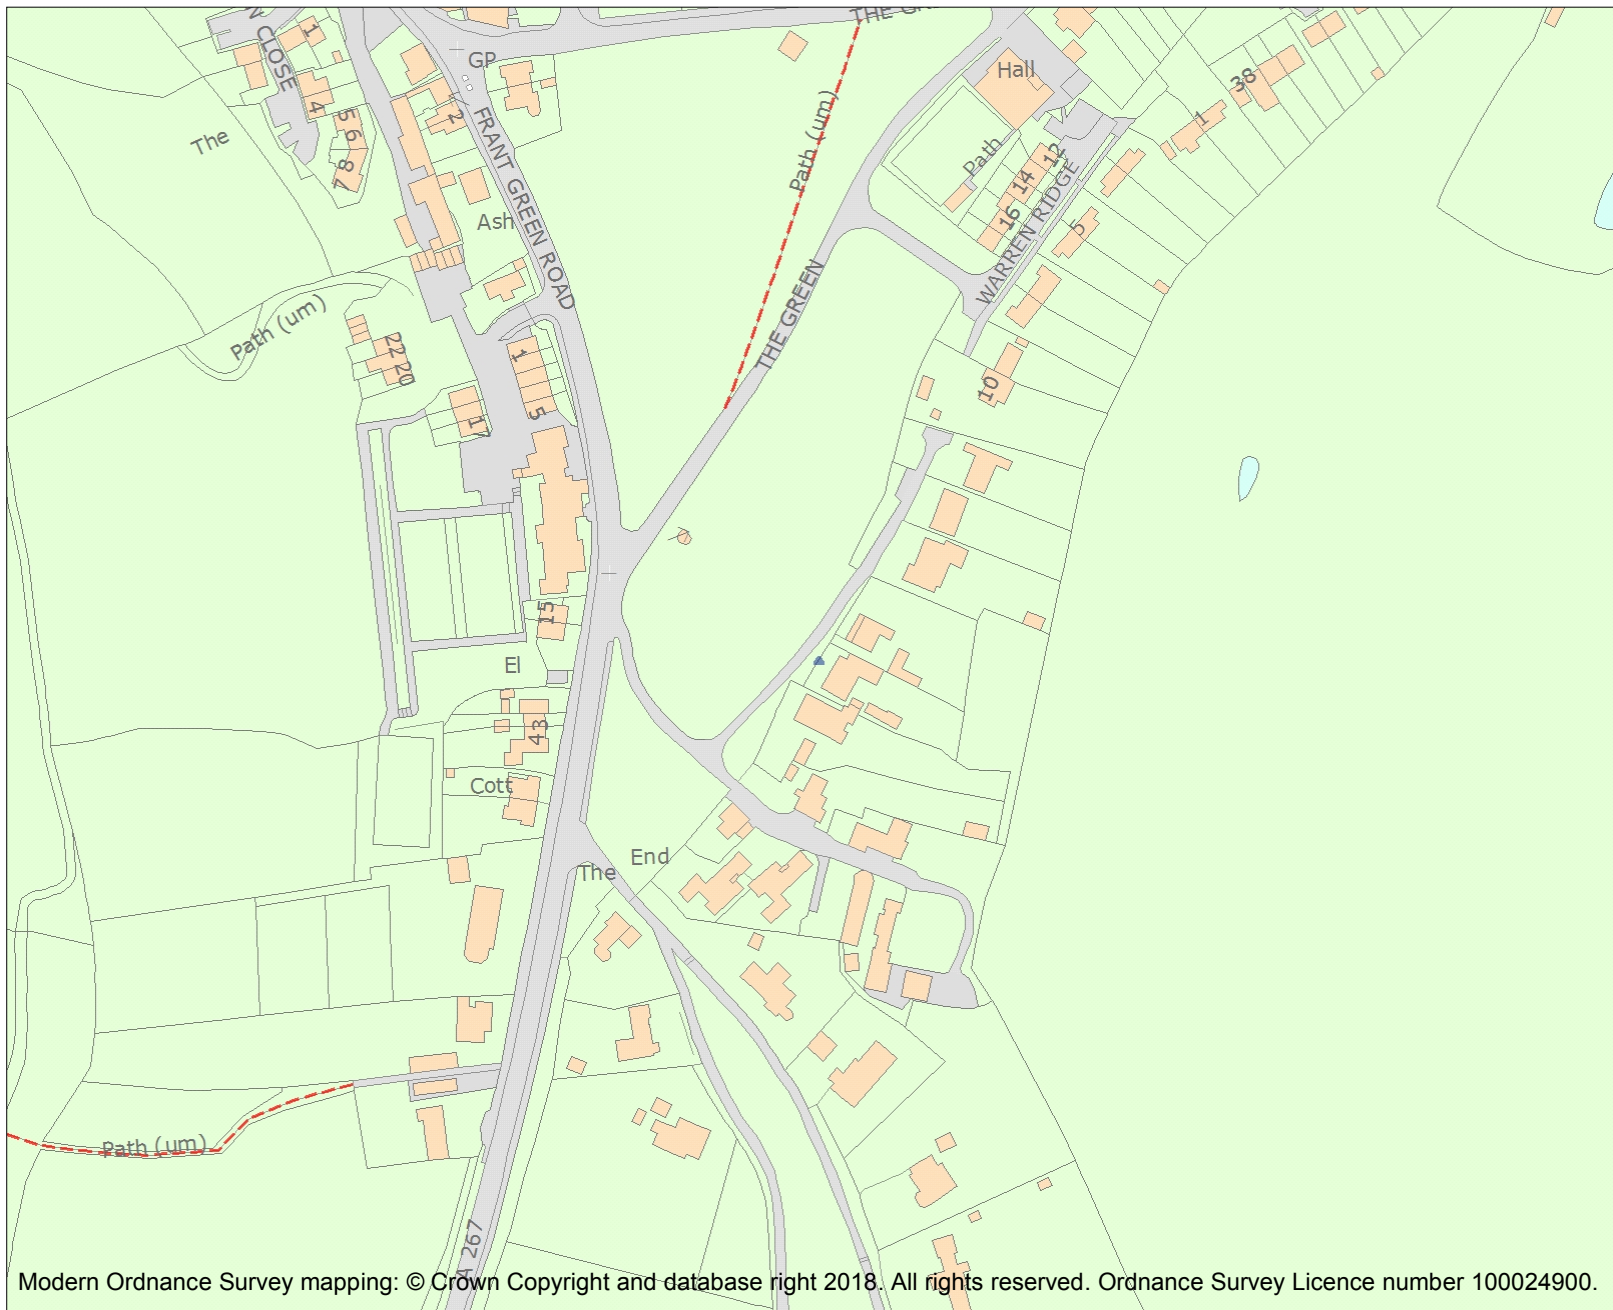 THE GR
N CLOSE
1
GP
Hall
38
4
5
2
1
The
6
8
7
FRANT GREEN ROAD
Path (um)
Path
12
14
16
WARREN RIDGE
Ash
5
THE GREEN
Path (um)
22
20
1
10
5
17
15
El
43
Cott
End
The
Path (um)
A 267
Modern Ordnance Survey mapping: © Crown Copyright and database right 2018. All rights reserved. Ordnance Survey Licence number 100024900.